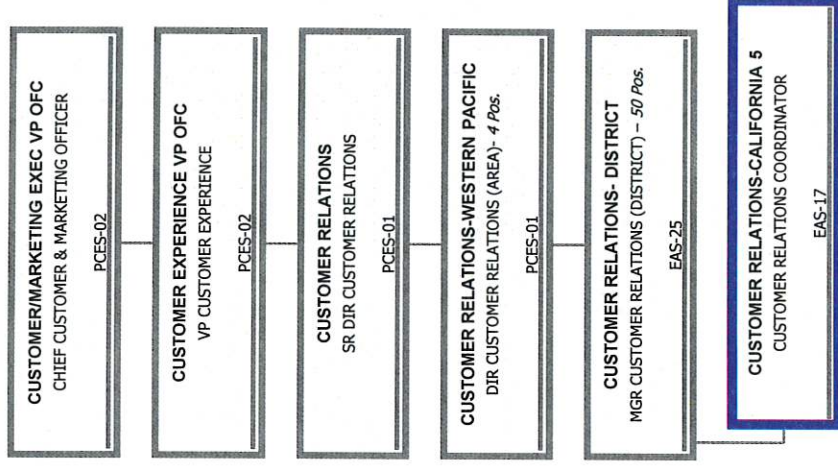 CUSTOMER/MARKETING EXEC VP OFC
CHIEF CUSTOMER & MARKETING OFFICER
PCES-02
CUSTOMER EXPERIENCE VP OFC
VP CUSTOMER EXPERIENCE
PCES-02
CUSTOMER RELATIONS
SR DIR CUSTOMER RELATIONS
PCES-01
CUSTOMER RELATIONS-WESTERN PACIFIC
DIR CUSTOMER RELATIONS (AREA)- 4 Pos.
PCES-01
CUSTOMER RELATIONS- DISTRICT
MGR CUSTOMER RELATIONS (DISTRICT) – 50 Pos.
EAS-25
CUSTOMER RELATIONS-CALIFORNIA 5
CUSTOMER RELATIONS COORDINATOR
EAS-17